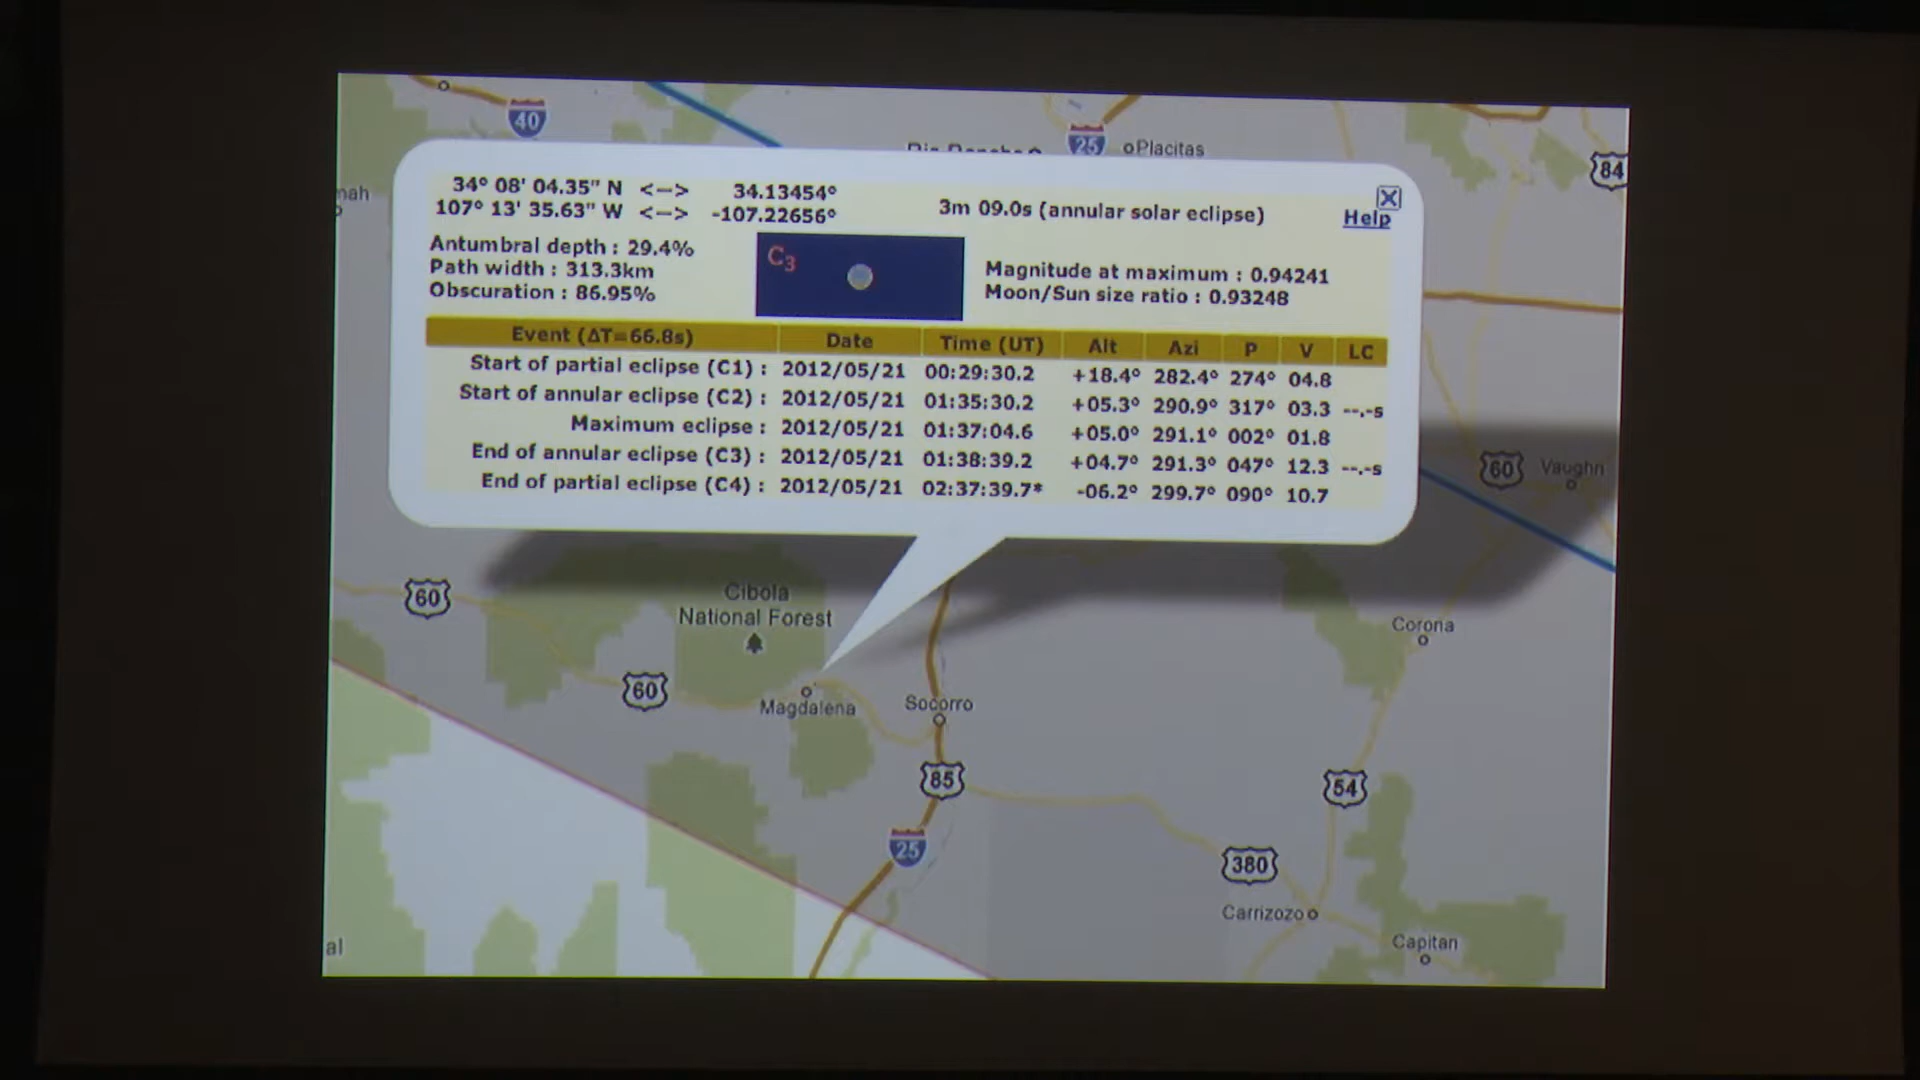 40
25
Placitas
84
34° 08' 04.35" N <—> 34.13454°
107° 13' 35.63" W <—> -107.22656°
3m 09.0s (annular solar eclipse)
Help
Antumbral depth : 29.4%
Path width : 313.3km
Obscuration : 86.95%
C3
Magnitude at maximum : 0.94241
Moon/Sun size ratio : 0.93248
Event (ΔT=66.8s) Date Time (UT) Alt Azi P V LC
Start of partial eclipse (C1) : 2012/05/21 00:29:30.2 +18.4° 282.4° 274° 04.8
Start of annular eclipse (C2) : 2012/05/21 01:35:30.2 +05.3° 290.9° 317° 03.3 --.-s
Maximum eclipse : 2012/05/21 01:37:04.6 +05.0° 291.1° 002° 01.8
End of annular eclipse (C3) : 2012/05/21 01:38:39.2 +04.7° 291.3° 047° 12.3 --.-s
End of partial eclipse (C4) : 2012/05/21 02:37:39.7* -06.2° 299.7° 090° 10.7
60
Vaughn
60
Cibola
National Forest
Corona
60
Magdalena
Socorro
85
54
25
380
Carrizozo
Capitan